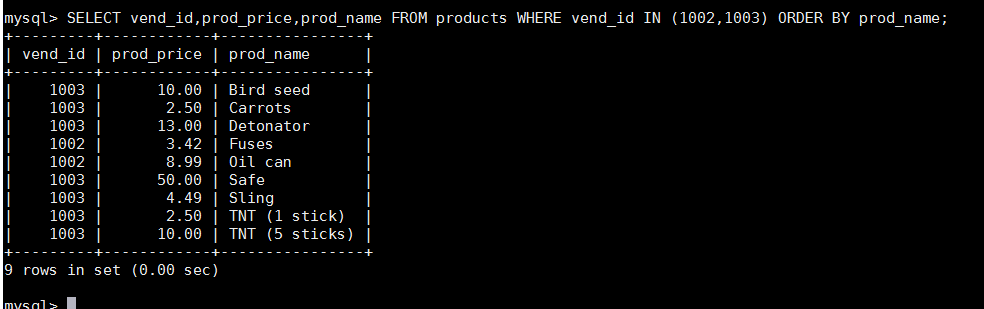 mysql> SELECT vend_id,prod_price,prod_name FROM products WHERE vend_id IN (1002,1003) ORDER BY prod_name;
+---------+------------+----------------+
| vend_id | prod_price | prod_name      |
+---------+------------+----------------+
|    1003 |      10.00 | Bird seed      |
|    1003 |       2.50 | Carrots        |
|    1003 |      13.00 | Detonator      |
|    1002 |       3.42 | Fuses          |
|    1002 |       8.99 | Oil can        |
|    1003 |      50.00 | Safe           |
|    1003 |       4.49 | Sling          |
|    1003 |       2.50 | TNT (1 stick)  |
|    1003 |      10.00 | TNT (5 sticks) |
+---------+------------+----------------+
9 rows in set (0.00 sec)
mysql>